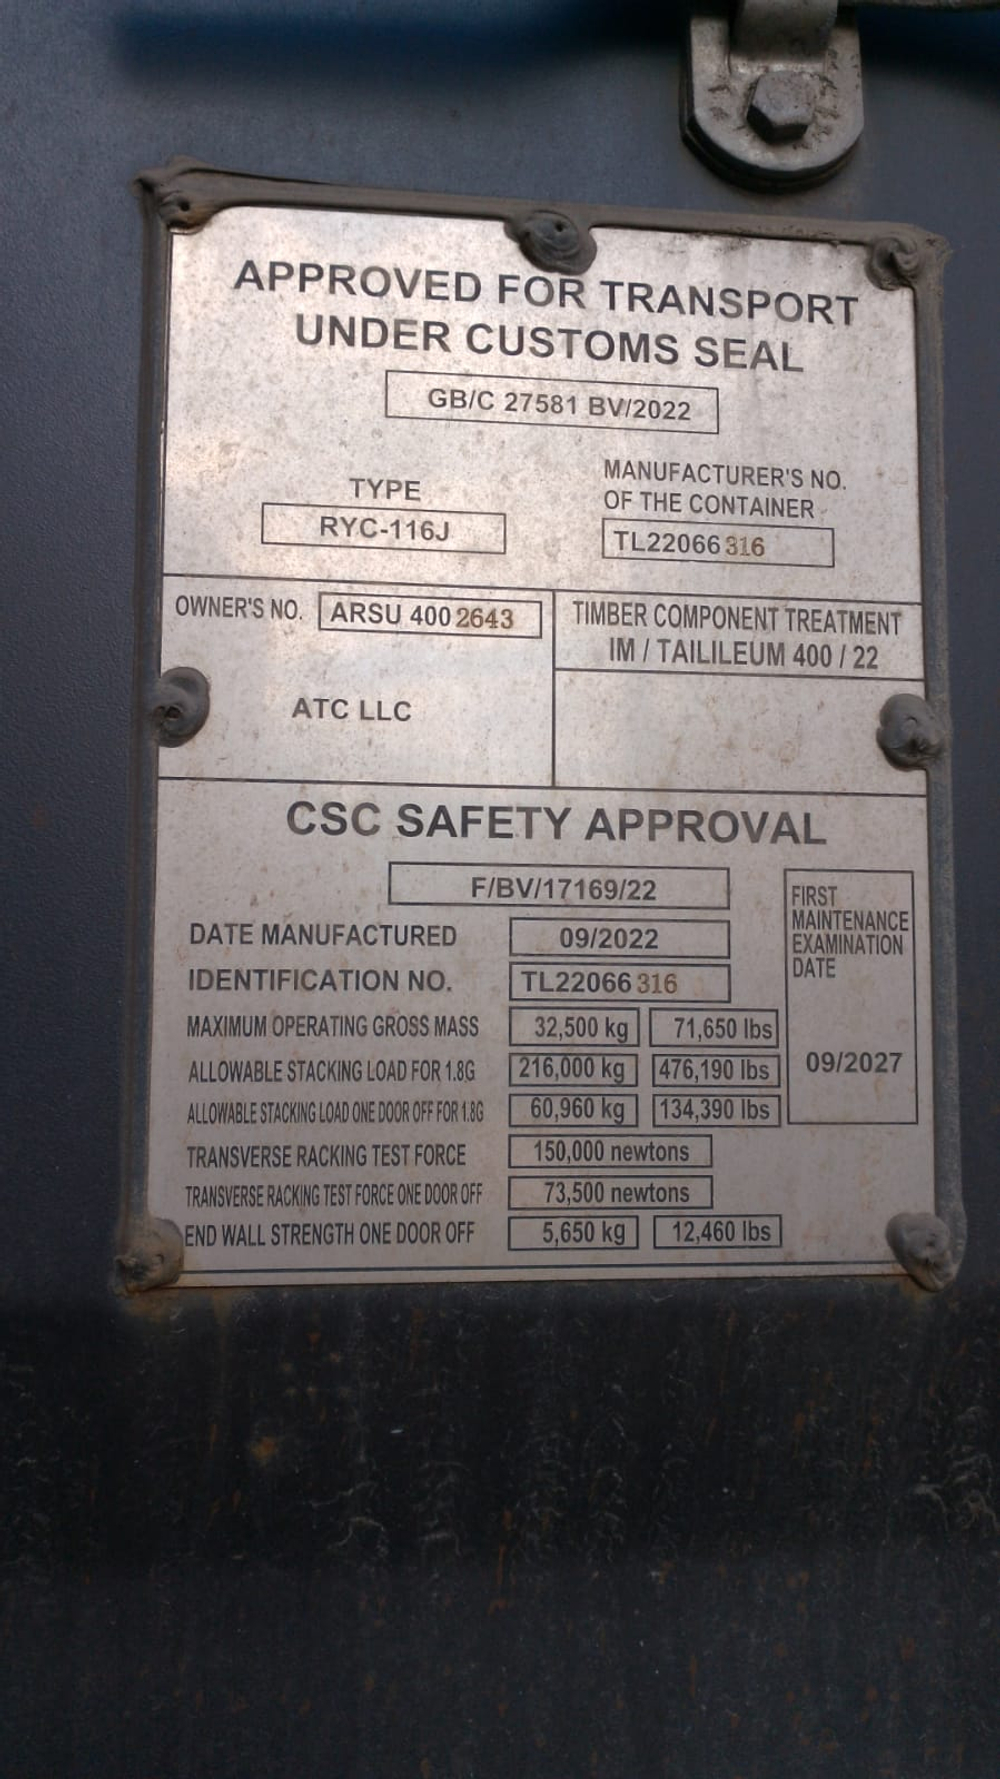 APPROVED FOR TRANSPORT
UNDER CUSTOMS SEAL
GB/C 27581 BV/2022
TYPE
RYC-116J
MANUFACTURER'S NO.
OF THE CONTAINER
TL22066 316
OWNER'S NO. ARSU 400 2643
ATC LLC
TIMBER COMPONENT TREATMENT
IM / TAILILEUM 400 / 22
CSC SAFETY APPROVAL
F/BV/17169/22
DATE MANUFACTURED 09/2022
IDENTIFICATION NO. TL22066 316
MAXIMUM OPERATING GROSS MASS 32,500 kg 71,650 lbs
ALLOWABLE STACKING LOAD FOR 1.8G 216,000 kg 476,190 lbs
ALLOWABLE STACKING LOAD ONE DOOR OFF FOR 1.8G 60,960 kg 134,390 lbs
TRANSVERSE RACKING TEST FORCE 150,000 newtons
TRANSVERSE RACKING TEST FORCE ONE DOOR OFF 73,500 newtons
END WALL STRENGTH ONE DOOR OFF 5,650 kg 12,460 lbs
FIRST
MAINTENANCE
EXAMINATION
DATE
09/2027